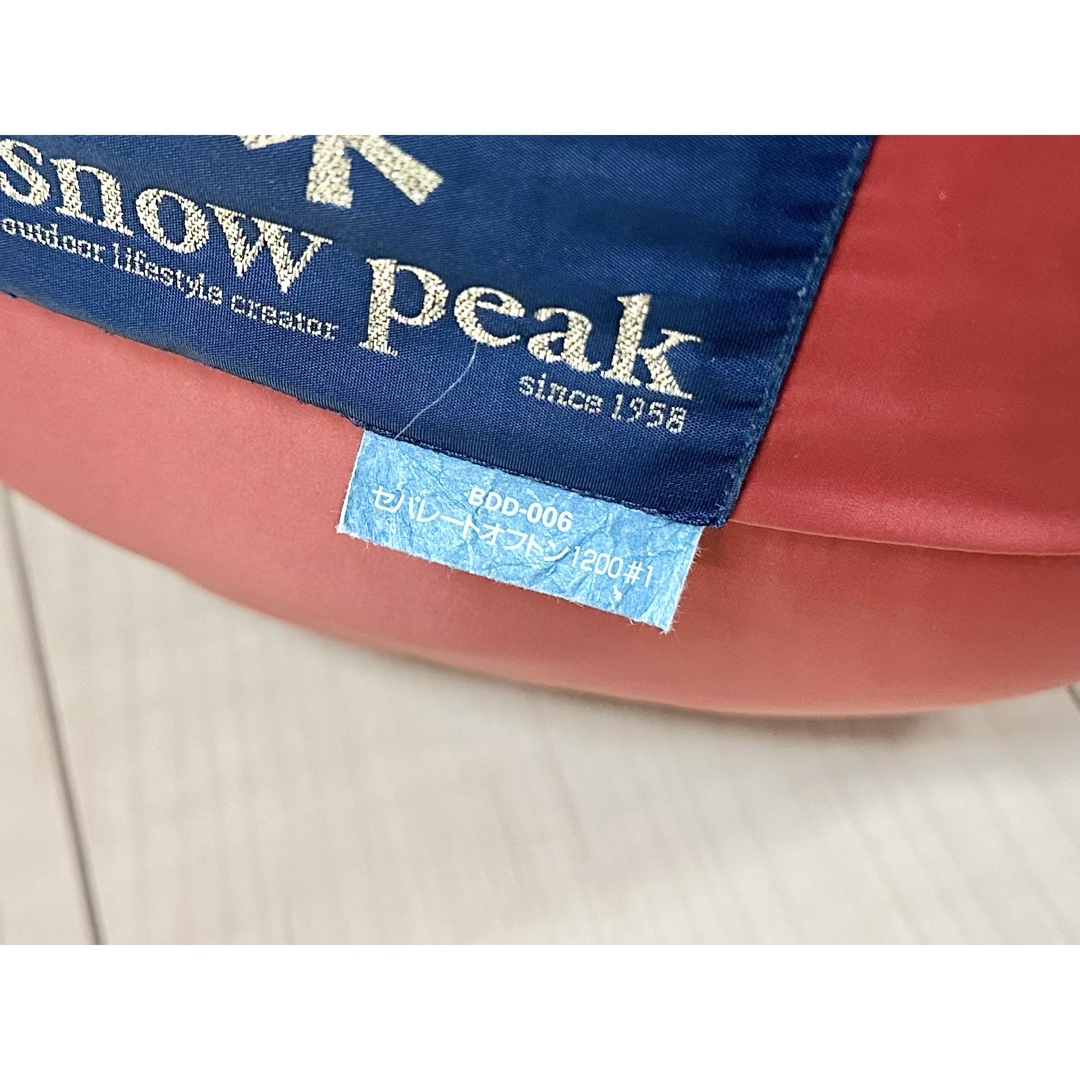 snow peak
outdoor lifestyle creator
since 1958
BDD-006
セパレートオフトン1200#1